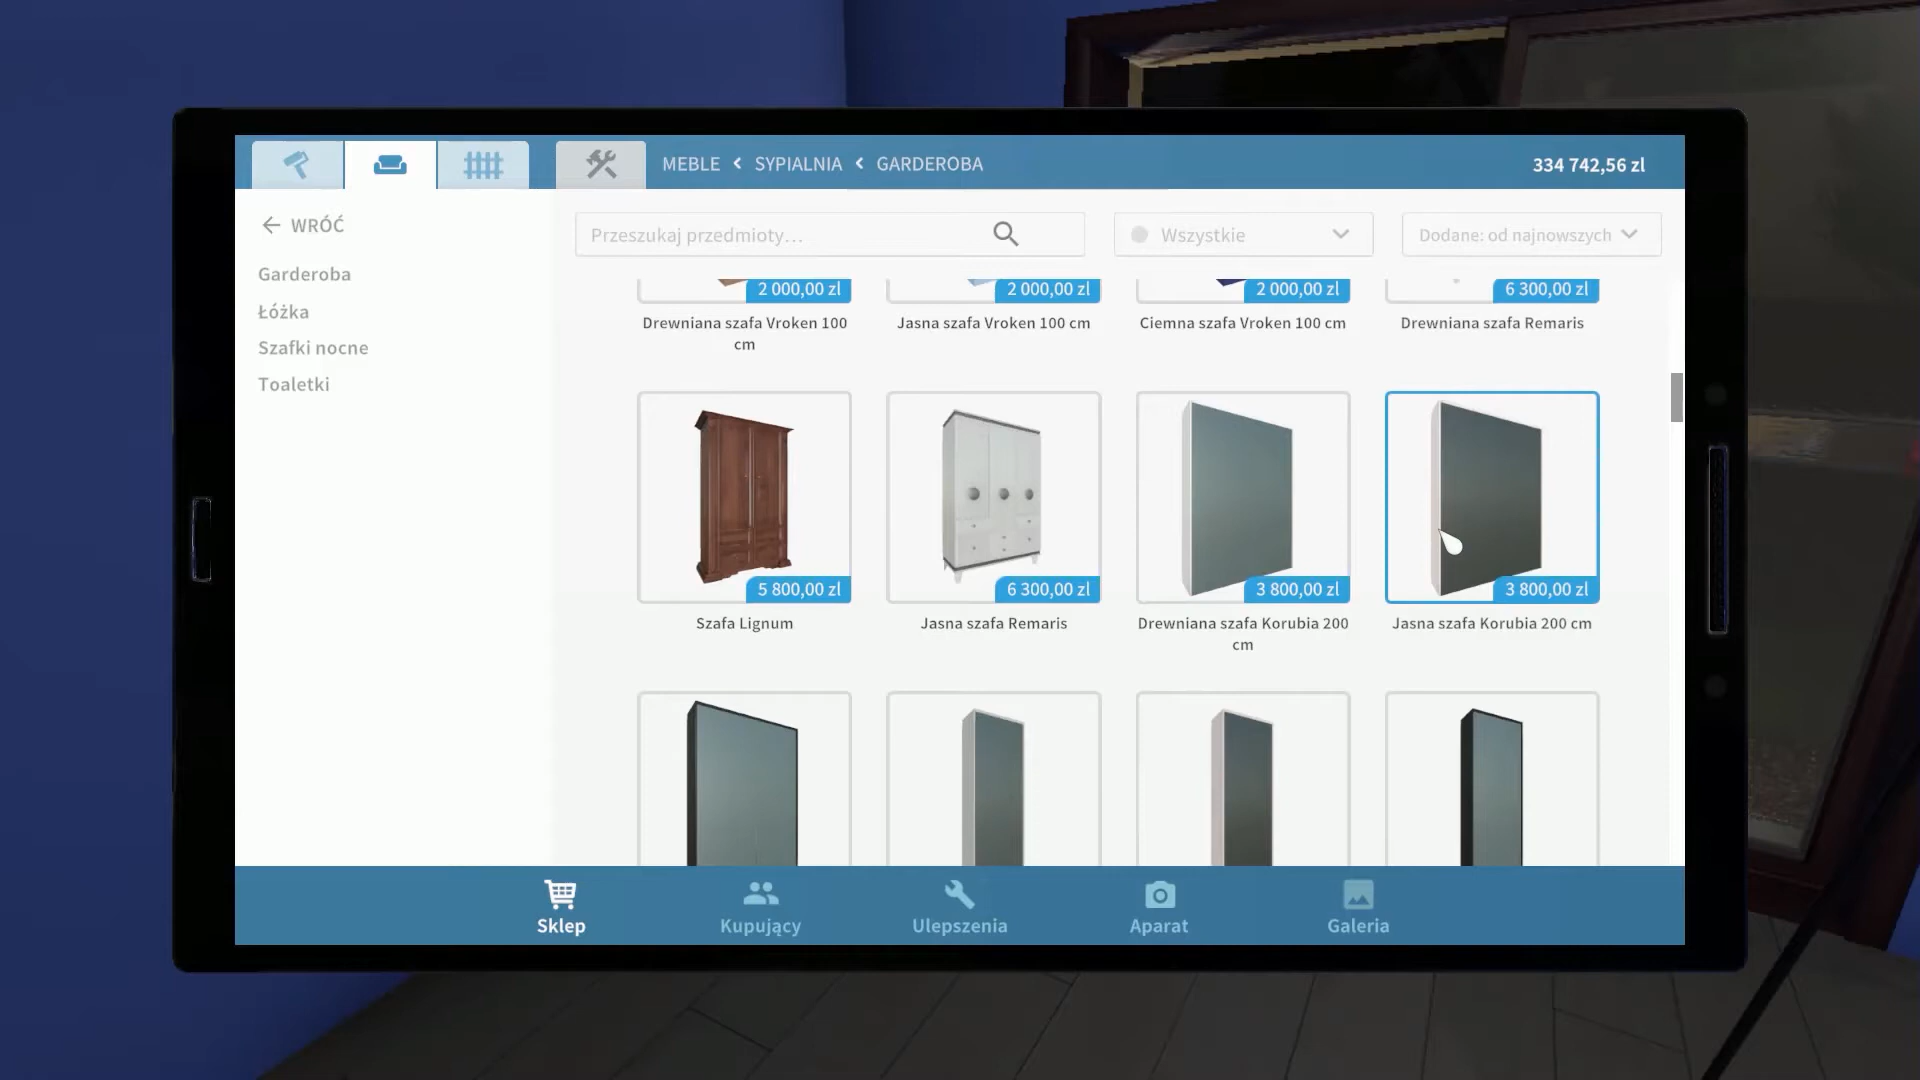 MEBLE < SYPIALNIA < GARDEROBA
334 742,56 zl
WRÓĆ
Garderoba
Łóżka
Szafki nocne
Toaletki
Przeszukaj przedmioty...
Wszystkie
Dodane: od najnowszych
2 000,00 zl
2 000,00 zl
2 000,00 zl
6 300,00 zl
Drewniana szafa Vroken 100
cm
Jasna szafa Vroken 100 cm
Ciemna szafa Vroken 100 cm
Drewniana szafa Remaris
5 800,00 zl
6 300,00 zl
3 800,00 zl
3 800,00 zl
Szafa Lignum
Jasna szafa Remaris
Drewniana szafa Korubia 200
cm
Jasna szafa Korubia 200 cm
Sklep
Kupujący
Ulepszenia
Aparat
Galeria